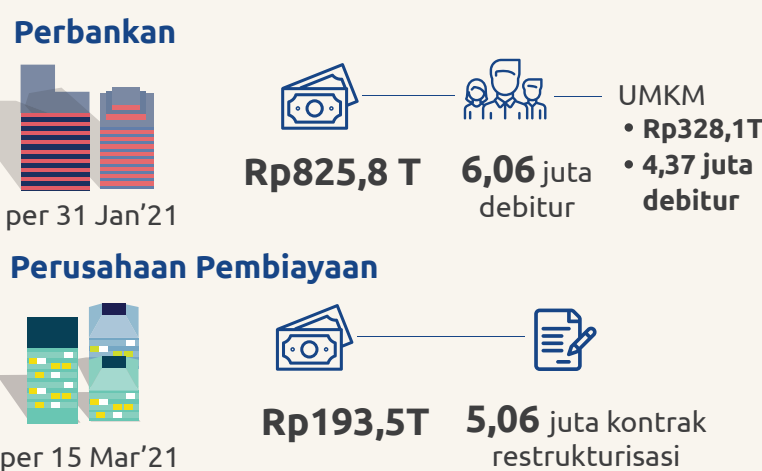 Perbankan
per 31 Jan'21
Rp825,8 T
6,06 juta
debitur
UMKM
• Rp328,1T
• 4,37 juta
debitur
Perusahaan Pembiayaan
per 15 Mar'21
Rp193,5T
5,06 juta kontrak
restrukturisasi